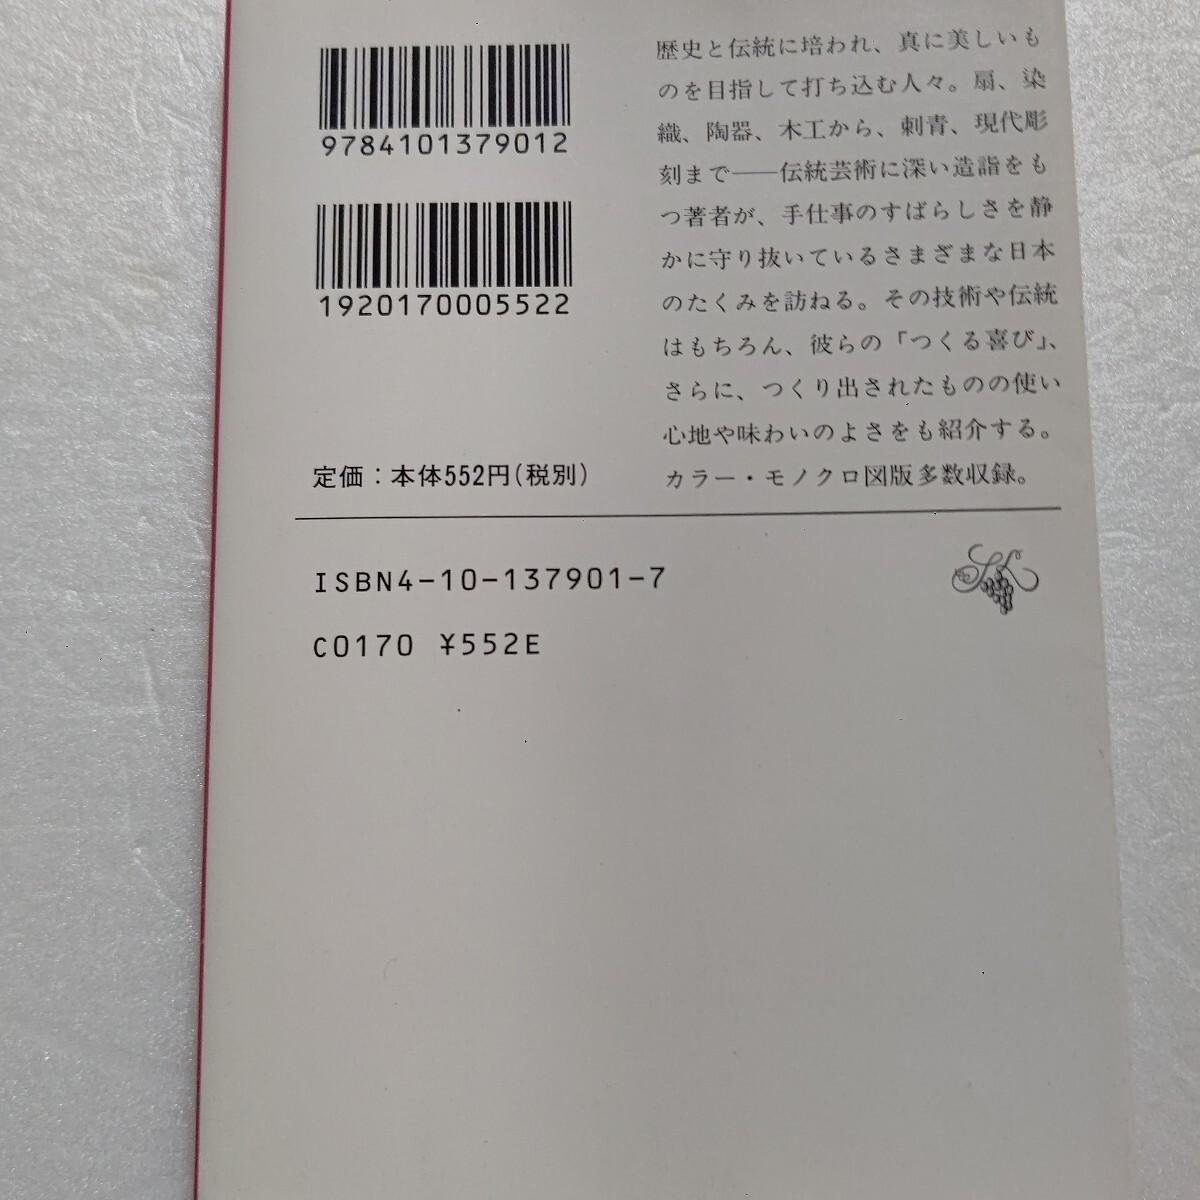 9784101379012
1920170005522
定価：本体552円(税別)
歴史と伝統に培われ、真に美しいも
のを目指して打ち込む人々。扇、染
織、陶器、木工から、刺青、現代彫
刻まで──伝統芸術に深い造詣をも
つ著者が、手仕事のすばらしさを静
かに守り抜いているさまざまな日本
のたくみを訪ねる。その技術や伝統
はもちろん、彼らの「つくる喜び」、
さらに、つくり出されたものの使い
心地や味わいのよさをも紹介する。
カラー・モノクロ図版多数収録。
ISBN4-10-137901-7
C0170 ¥552E